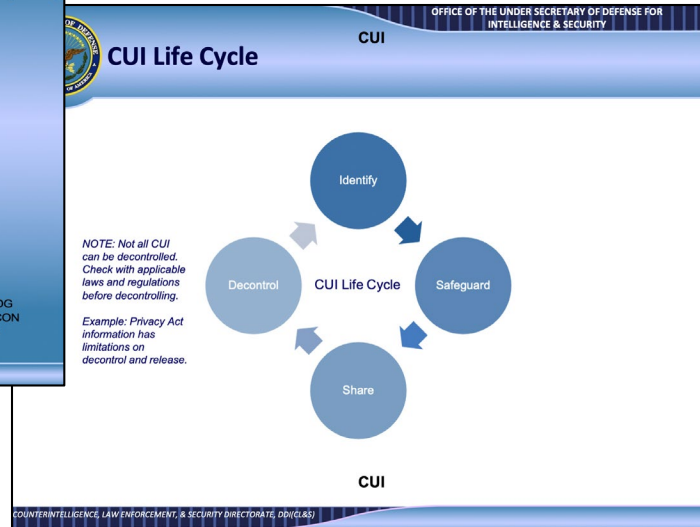 OFFICE OF THE UNDER SECRETARY OF DEFENSE FOR
INTELLIGENCE & SECURITY
CUI
CUI Life Cycle
Identify
NOTE: Not all CUI
can be decontrolled.
Check with applicable
laws and regulations
before decontrolling.
Example: Privacy Act
information has
limitations on
decontrol and release.
Decontrol
CUI Life Cycle
Safeguard
Share
CUI
COUNTERINTELLIGENCE, LAW ENFORCEMENT, & SECURITY DIRECTORATE, DDI(CL&S)